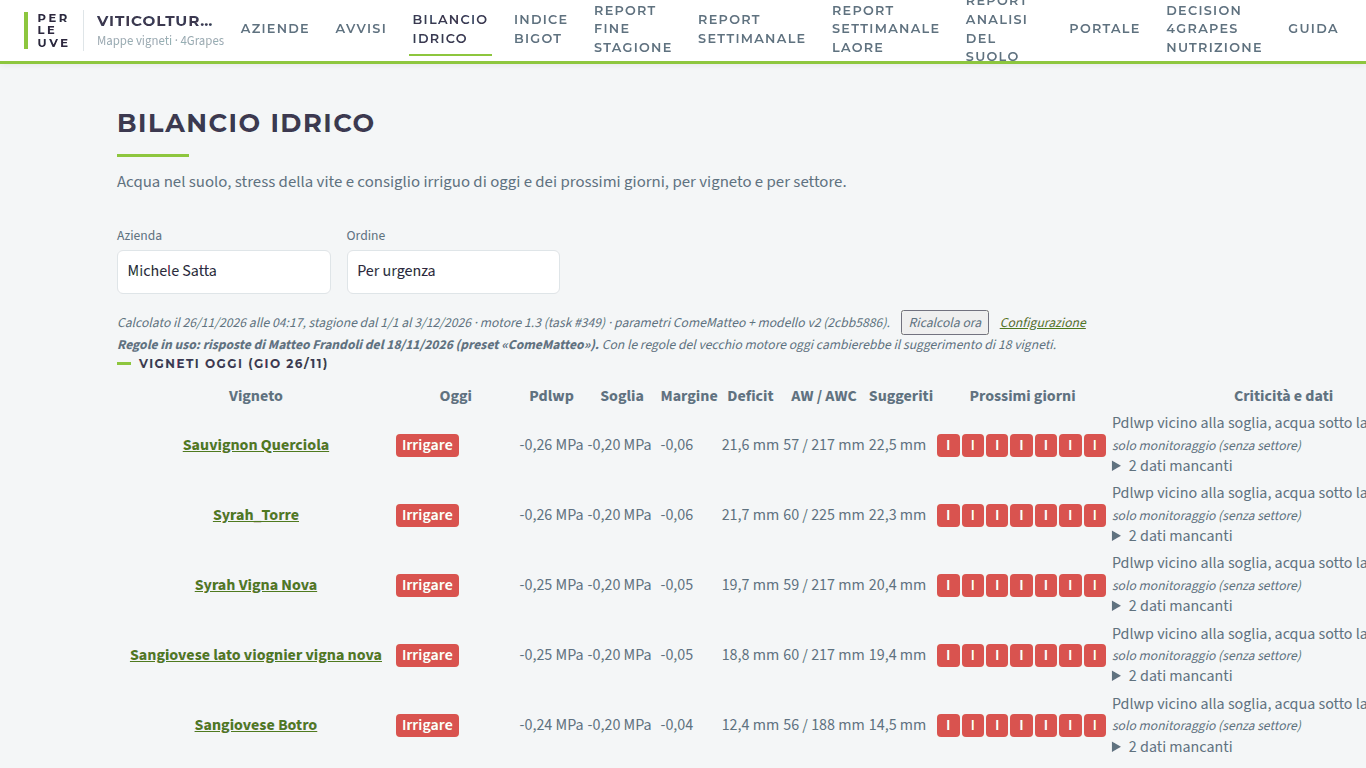 PER
LE
UVE
VITICOLTUR...
Mappe vigneti · 4Grapes
AZIENDE
AVVISI
BILANCIO
IDRICO
INDICE
BIGOT
REPORT
FINE
STAGIONE
REPORT
SETTIMANALE
REPORT
SETTIMANALE
LAORE
REPORT
ANALISI
DEL
SUOLO
PORTALE
DECISION
4GRAPES
NUTRIZIONE
GUIDA
BILANCIO IDRICO
Acqua nel suolo, stress della vite e consiglio irriguo di oggi e dei prossimi giorni, per vigneto e per settore.
Azienda
Ordine
Michele Satta
Per urgenza
Calcolato il 26/11/2026 alle 04:17, stagione dal 1/1 al 3/12/2026 · motore 1.3 (task #349) · parametri ComeMatteo + modello v2 (2cbb5886). Ricalcola ora Configurazione
Regole in uso: risposte di Matteo Frandoli del 18/11/2026 (preset «ComeMatteo»). Con le regole del vecchio motore oggi cambierebbe il suggerimento di 18 vigneti.
VIGNETI OGGI (GIO 26/11)
Vigneto Oggi Pdlwp Soglia Margine Deficit AW / AWC Suggeriti Prossimi giorni Criticità e dati
Pdlwp vicino alla soglia, acqua sotto la
Sauvignon Querciola Irrigare -0,26 MPa -0,20 MPa -0,06 21,6 mm 57 / 217 mm 22,5 mm I I I I I I I solo monitoraggio (senza settore)
2 dati mancanti
Pdlwp vicino alla soglia, acqua sotto la
Syrah_Torre Irrigare -0,26 MPa -0,20 MPa -0,06 21,7 mm 60 / 225 mm 22,3 mm I I I I I I I solo monitoraggio (senza settore)
2 dati mancanti
Pdlwp vicino alla soglia, acqua sotto la
Syrah Vigna Nova Irrigare -0,25 MPa -0,20 MPa -0,05 19,7 mm 59 / 217 mm 20,4 mm I I I I I I I solo monitoraggio (senza settore)
2 dati mancanti
Pdlwp vicino alla soglia, acqua sotto la
Sangiovese lato viognier vigna nova Irrigare -0,25 MPa -0,20 MPa -0,05 18,8 mm 60 / 217 mm 19,4 mm I I I I I I I solo monitoraggio (senza settore)
2 dati mancanti
Pdlwp vicino alla soglia, acqua sotto la
Sangiovese Botro Irrigare -0,24 MPa -0,20 MPa -0,04 12,4 mm 56 / 188 mm 14,5 mm I I I I I I I solo monitoraggio (senza settore)
2 dati mancanti